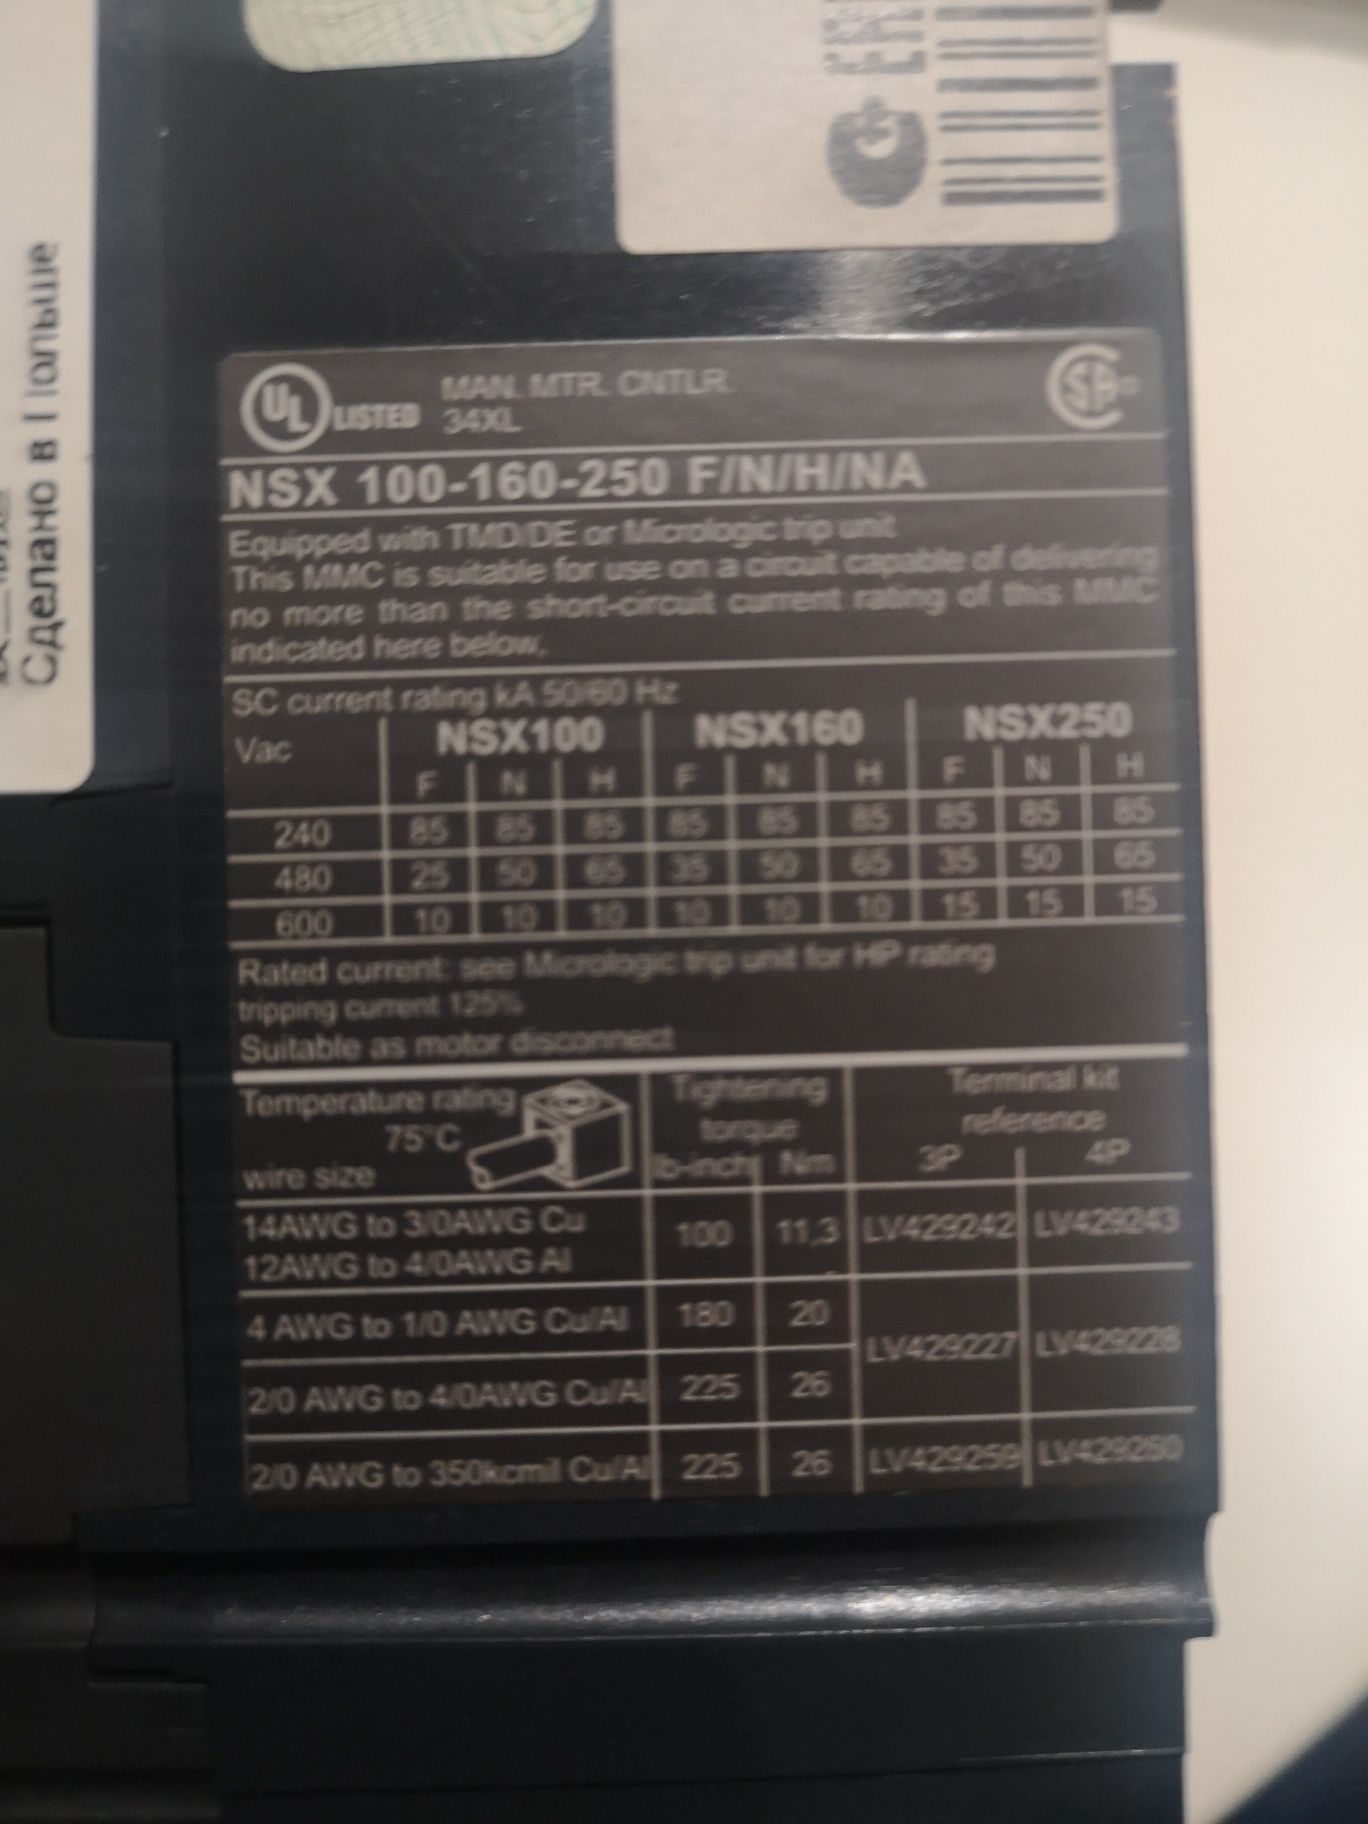 Сделано в Польше
UL LISTED
MAN. MTR. CNTLR.
34XL
SA
NSX 100-160-250 F/N/H/NA
Equipped with TMD/DE or Micrologic trip unit
This MMC is suitable for use on a circuit capable of delivering
no more than the short-circuit current rating of this MMC
indicated here below.
SC current rating kA 50/60 Hz
Vac NSX100 NSX160 NSX250
F N H F N H F N H
240 85 85 85 85 85 85 85 85 85
480 25 50 65 35 50 65 35 50 65
600 10 10 10 10 10 10 15 15 15
Rated current: see Micrologic trip unit for HP rating
tripping current 125%
Suitable as motor disconnect
Temperature rating
75°C
wire size
Tightening
torque
lb-inch Nm
Terminal kit
reference
3P 4P
14AWG to 3/0AWG Cu
12AWG to 4/0AWG Al
100 11,3 LV429242 LV429243
4 AWG to 1/0 AWG Cu/Al 180 20
LV429227 LV429228
2/0 AWG to 4/0AWG Cu/Al 225 26
2/0 AWG to 350kcmil Cu/Al 225 26 LV429259 LV429260